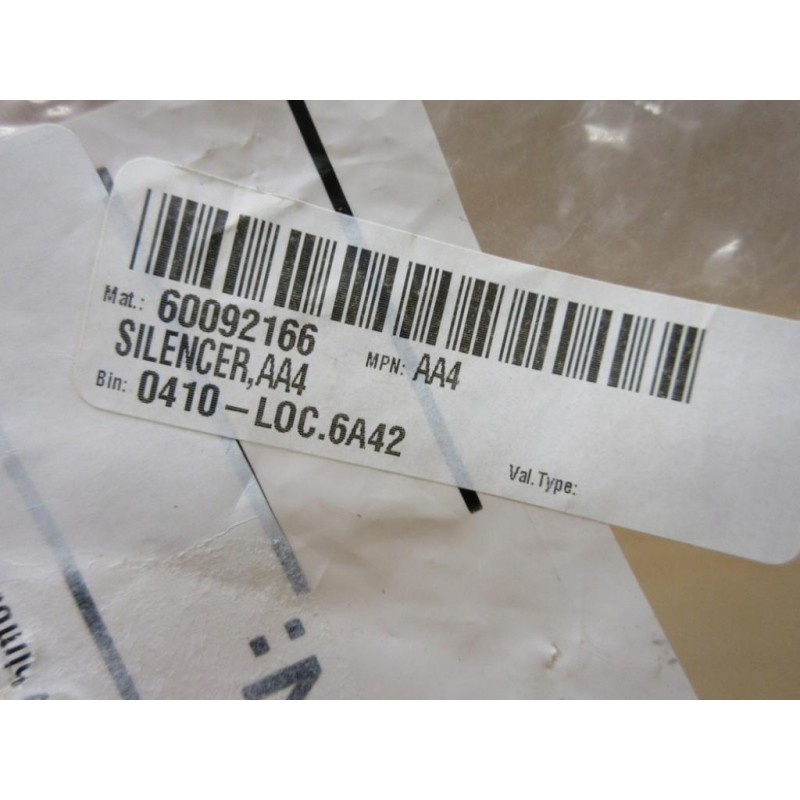 Mat.: 60092166
SILENCER,AA4
MPN: AA4
Bin: 0410-LOC.6A42
Val.Type: